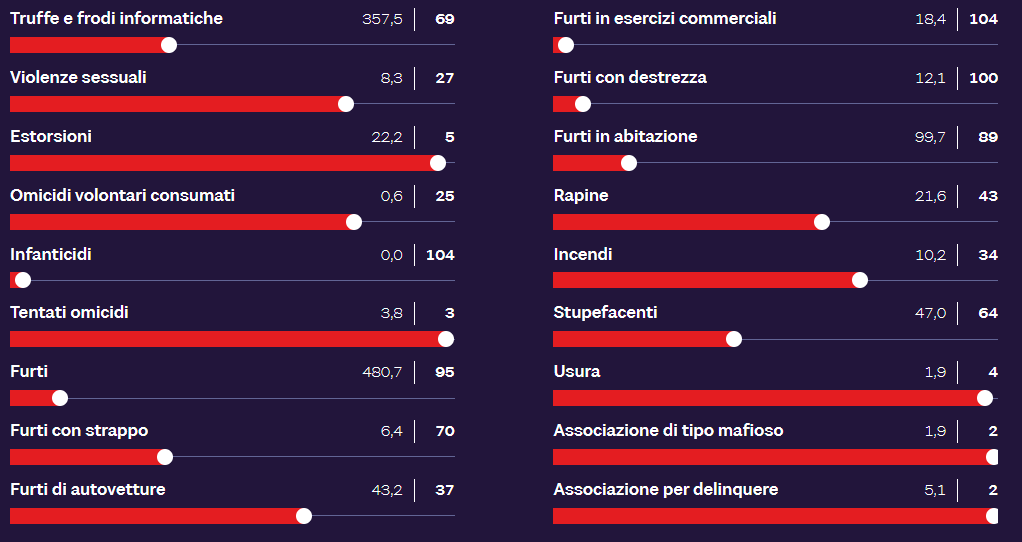 Truffe e frodi informatiche 357,5 69
Violenze sessuali 8,3 27
Estorsioni 22,2 5
Omicidi volontari consumati 0,6 25
Infanticidi 0,0 104
Tentati omicidi 3,8 3
Furti 480,7 95
Furti con strappo 6,4 70
Furti di autovetture 43,2 37
Furti in esercizi commerciali 18,4 104
Furti con destrezza 12,1 100
Furti in abitazione 99,7 89
Rapine 21,6 43
Incendi 10,2 34
Stupefacenti 47,0 64
Usura 1,9 4
Associazione di tipo mafioso 1,9 2
Associazione per delinquere 5,1 2